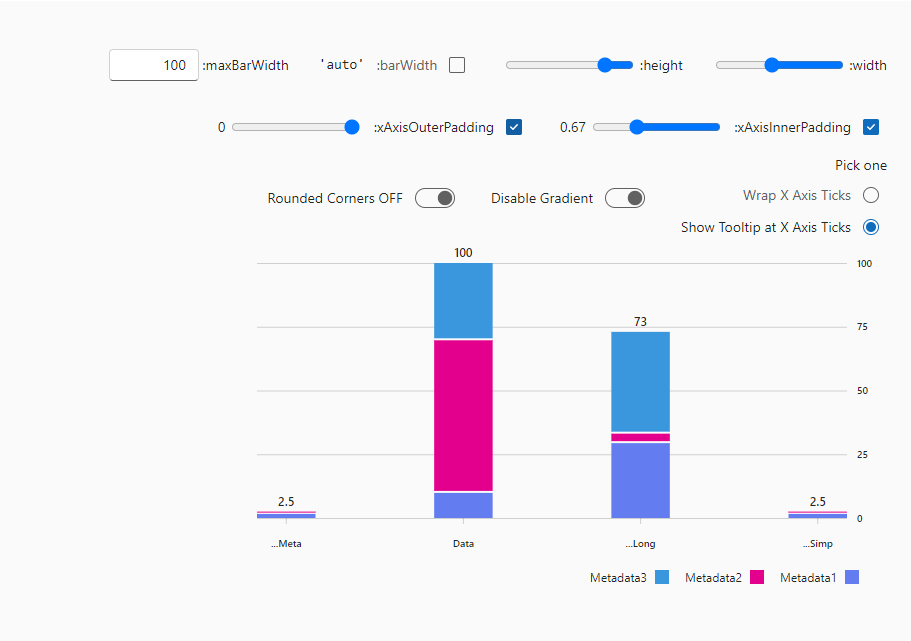 100 :maxBarWidth 'auto' :barWidth :height :width
0 :xAxisOuterPadding 0.67 :xAxisInnerPadding
Pick one
Rounded Corners OFF Disable Gradient Wrap X Axis Ticks
Show Tooltip at X Axis Ticks
100
100
73
75
50
25
2.5 2.5
0
...Meta Data ...Long ...Simp
Metadata3 Metadata2 Metadata1